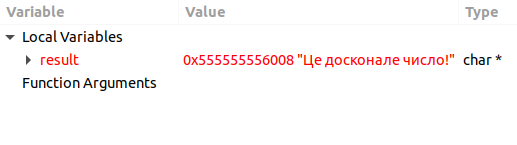 Variable Value Type
Local Variables
result 0x555555556008 "Це досконале число!" char *
Function Arguments